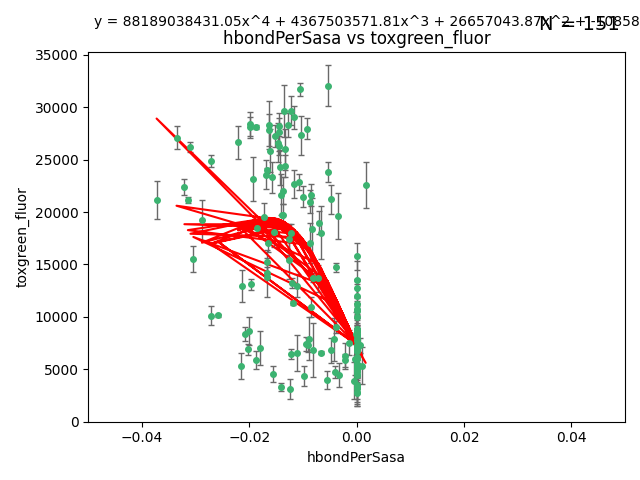 y = 88189038431.05x^4 + 4367503571.81x^3 + 26657043.87x^2 + -10858
N = 151
hbondPerSasa vs toxgreen_fluor
35000
30000
25000
20000
15000
10000
5000
0
toxgreen_fluor
−0.04 −0.02 0.00 0.02 0.04
hbondPerSasa